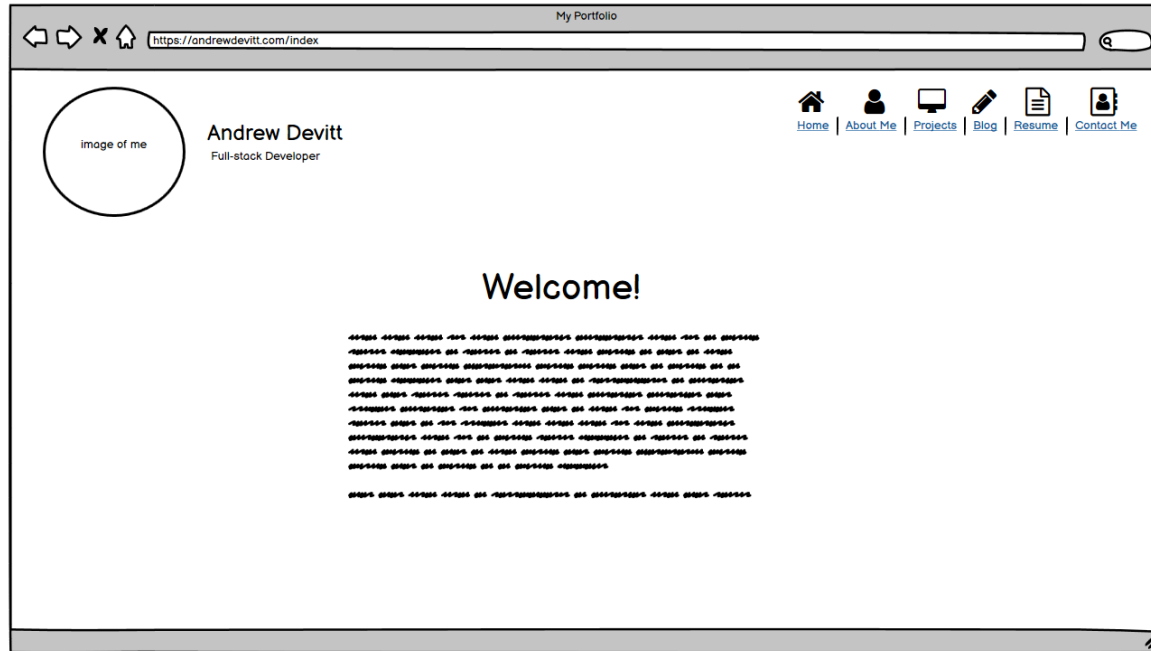 My Portfolio
https://andrewdevitt.com/index
image of me
Andrew Devitt
Full-stack Developer
Home | About Me | Projects | Blog | Resume | Contact Me
Welcome!